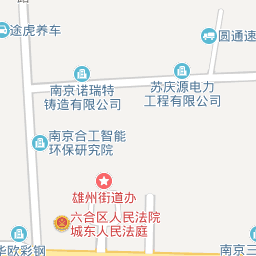 路
途虎养车
圆通速
南京诺瑞特
铸造有限公司
苏庆源电力
工程有限公司
南京合工智能
环保研究院
雄州街道办
六合区人民法院
城东人民法庭
华欧彩钢
南京三